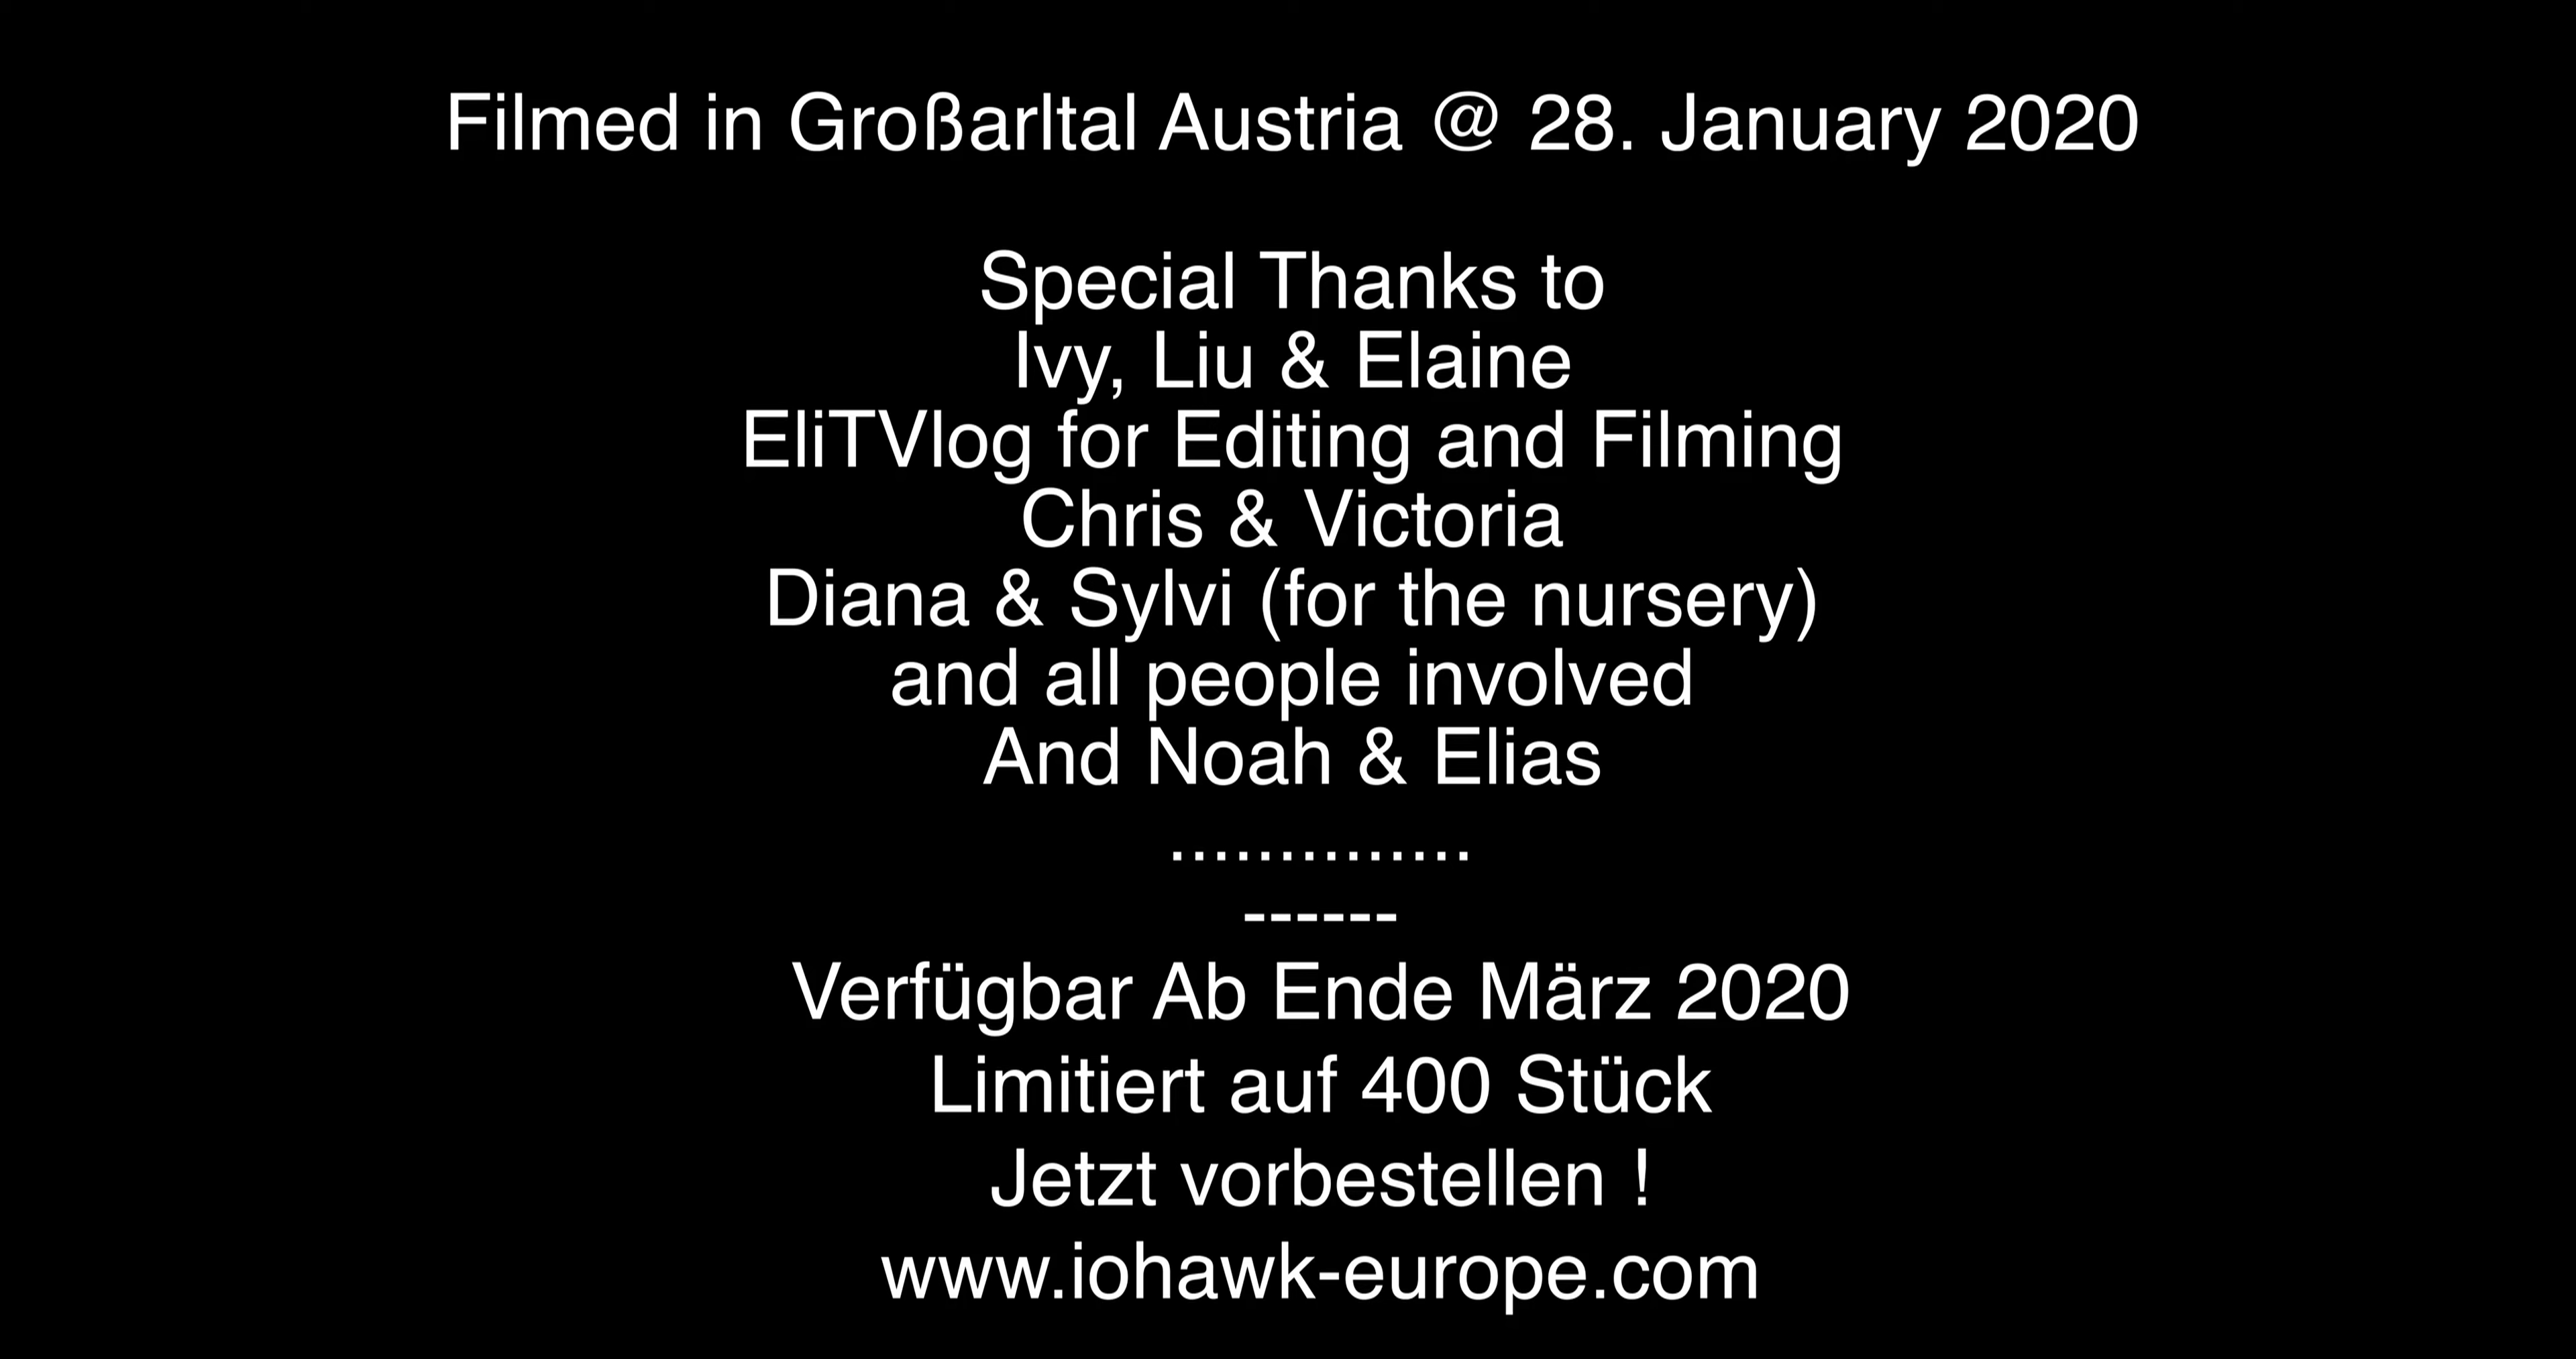 Filmed in Großarltal Austria @ 28. January 2020
Special Thanks to
Ivy, Liu & Elaine
EliTVlog for Editing and Filming
Chris & Victoria
Diana & Sylvi (for the nursery)
and all people involved
And Noah & Elias
..............
------
Verfügbar Ab Ende März 2020
Limitiert auf 400 Stück
Jetzt vorbestellen !
www.iohawk-europe.com